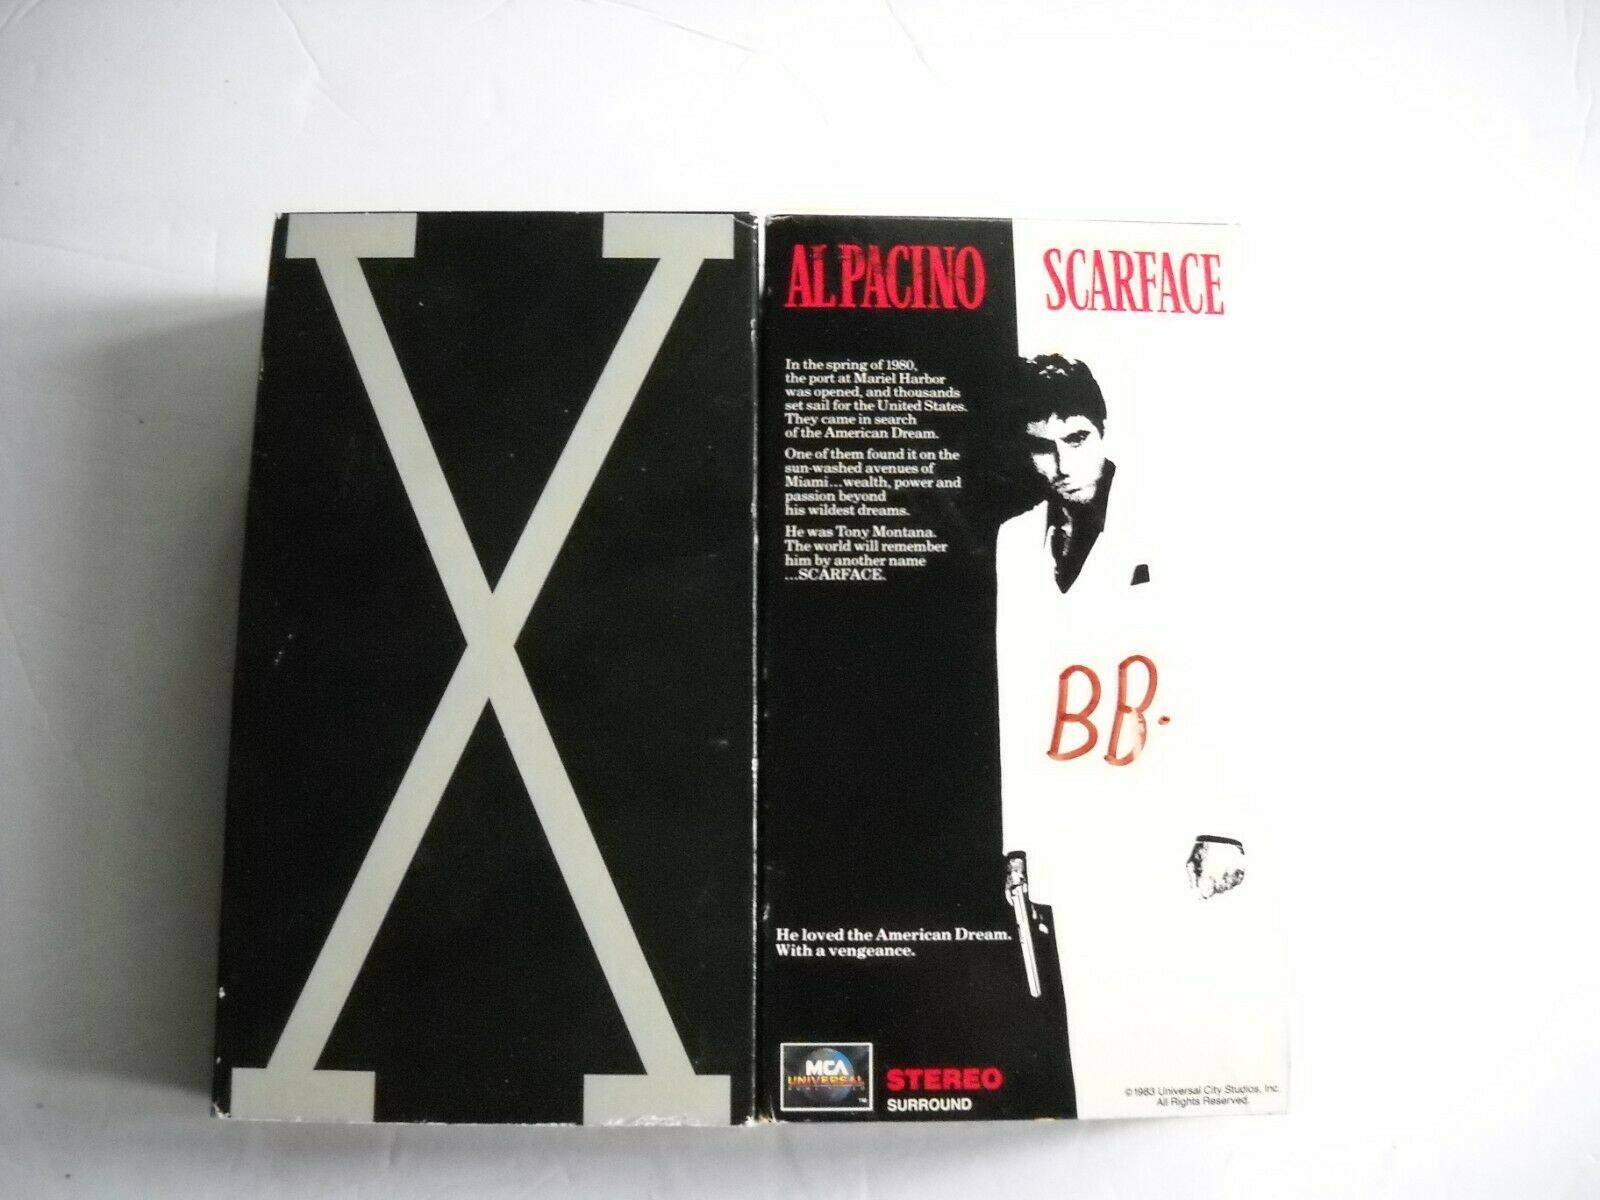 X
AL PACINO
SCARFACE
In the spring of 1980,
the port at Mariel Harbor
was opened, and thousands
set sail for the United States.
They came in search
of the American Dream.
One of them found it on the
sun-washed avenues of
Miami...wealth, power and
passion beyond
his wildest dreams.
He was Tony Montana.
The world will remember
him by another name
...SCARFACE.
BB.
He loved the American Dream.
With a vengeance.
MCA
UNIVERSAL
HOME VIDEO
™
STEREO
SURROUND
©1983 Universal City Studios, Inc.
All Rights Reserved.